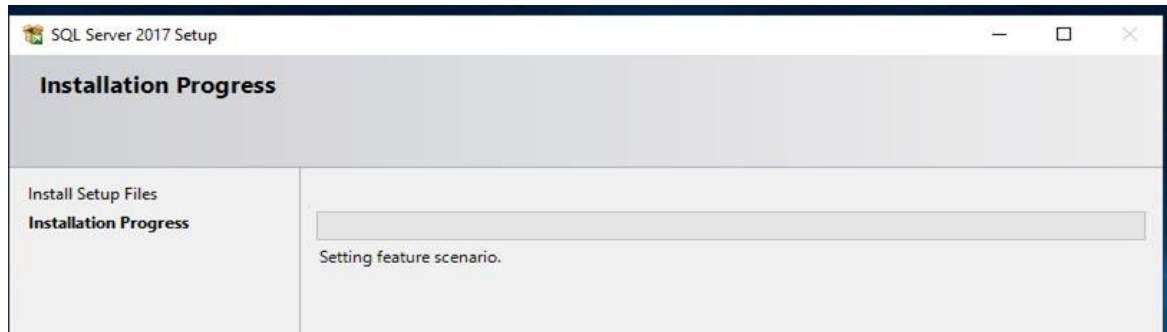 SQL Server 2017 Setup
Installation Progress
Install Setup Files
Installation Progress
Setting feature scenario.